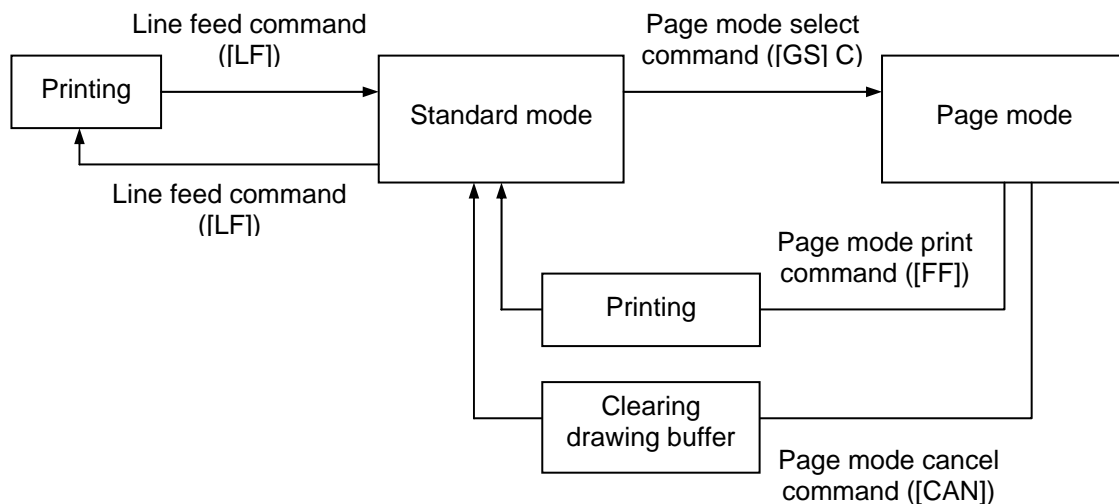 Line feed command
([LF])
Page mode select
command ([GS] C)
Printing
Standard mode
Page mode
Line feed command
([LF])
Page mode print
command ([FF])
Printing
Clearing
drawing buffer
Page mode cancel
command ([CAN])